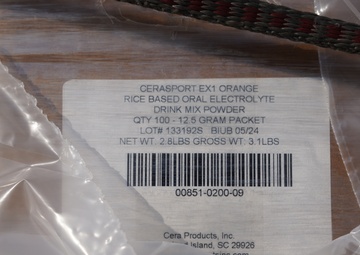 CERASPORT EX1 ORANGE
RICE BASED ORAL ELECTROLYTE
DRINK MIX POWDER
QTY 100 - 12.5 GRAM PACKET
LOT# 133192S BIUB 05/24
NET WT. 2.8LBS GROSS WT: 3.1LBS
00851-0200-09
Cera Products, Inc.
Island, SC 29926